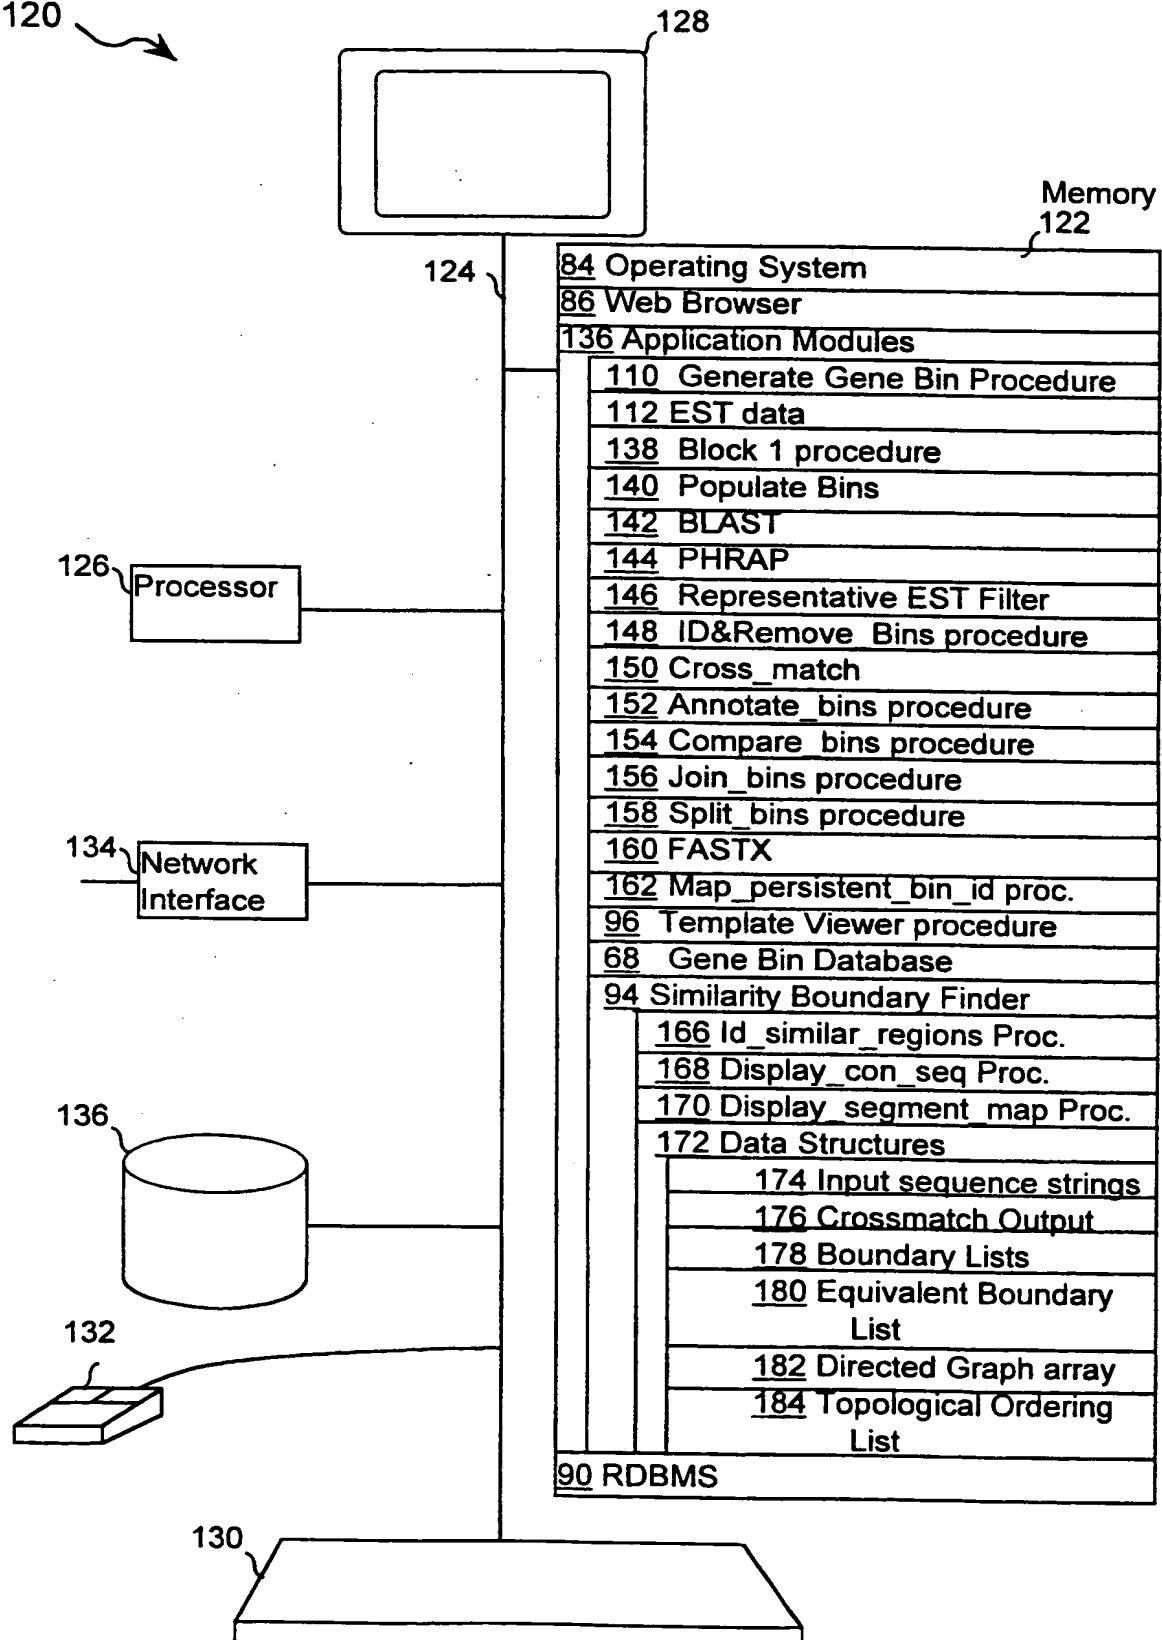 120
128
Memory
122
124
84 Operating System
86 Web Browser
136 Application Modules
110 Generate Gene Bin Procedure
112 EST data
138 Block 1 procedure
140 Populate Bins
142 BLAST
144 PHRAP
146 Representative EST Filter
148 ID&Remove_Bins procedure
150 Cross_match
152 Annotate_bins procedure
154 Compare_bins procedure
156 Join_bins procedure
158 Split_bins procedure
160 FASTX
162 Map_persistent_bin_id proc.
96 Template Viewer procedure
68 Gene Bin Database
94 Similarity Boundary Finder
166 Id_similar_regions Proc.
168 Display_con_seq Proc.
170 Display_segment_map Proc.
172 Data Structures
174 Input sequence strings
176 Crossmatch Output
178 Boundary Lists
180 Equivalent Boundary
List
182 Directed Graph array
184 Topological Ordering
List
90 RDBMS
126
Processor
134
Network
Interface
136
132
130